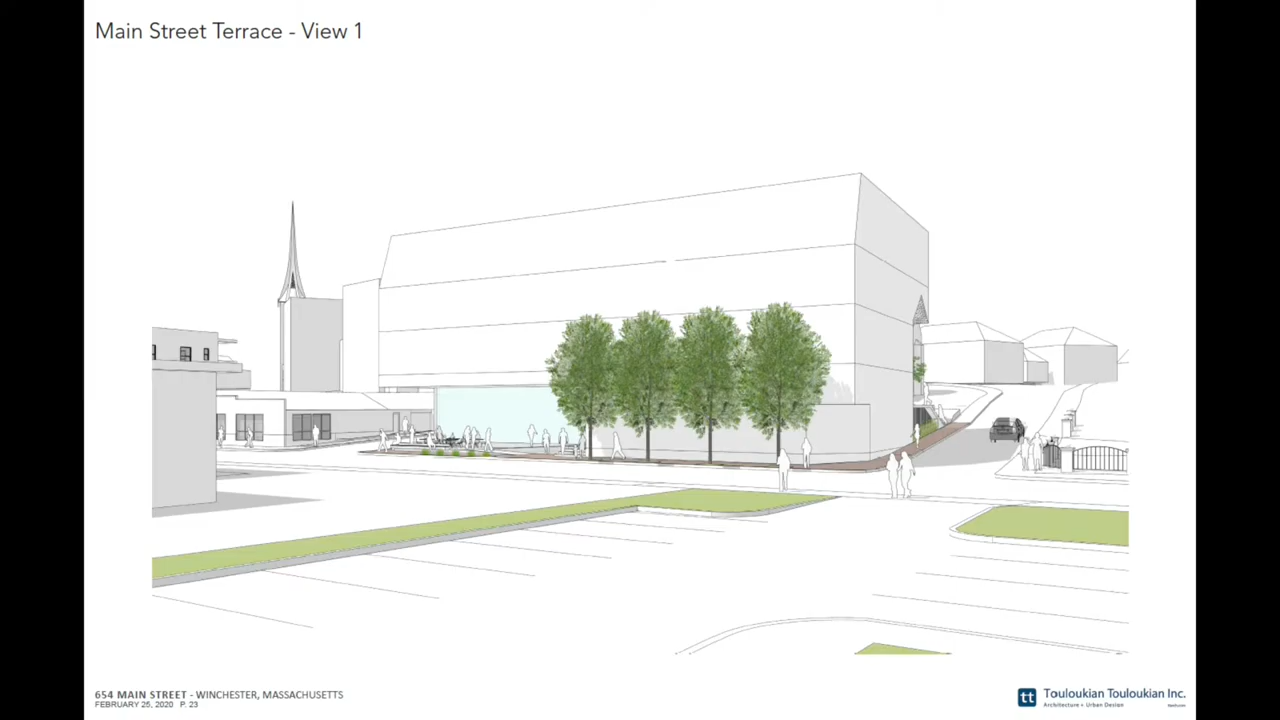 Main Street Terrace - View 1
654 MAIN STREET - WINCHESTER, MASSACHUSETTS
FEBRUARY 25, 2020 P. 23
tt
Touloukian Touloukian Inc.
Architecture + Urban Design